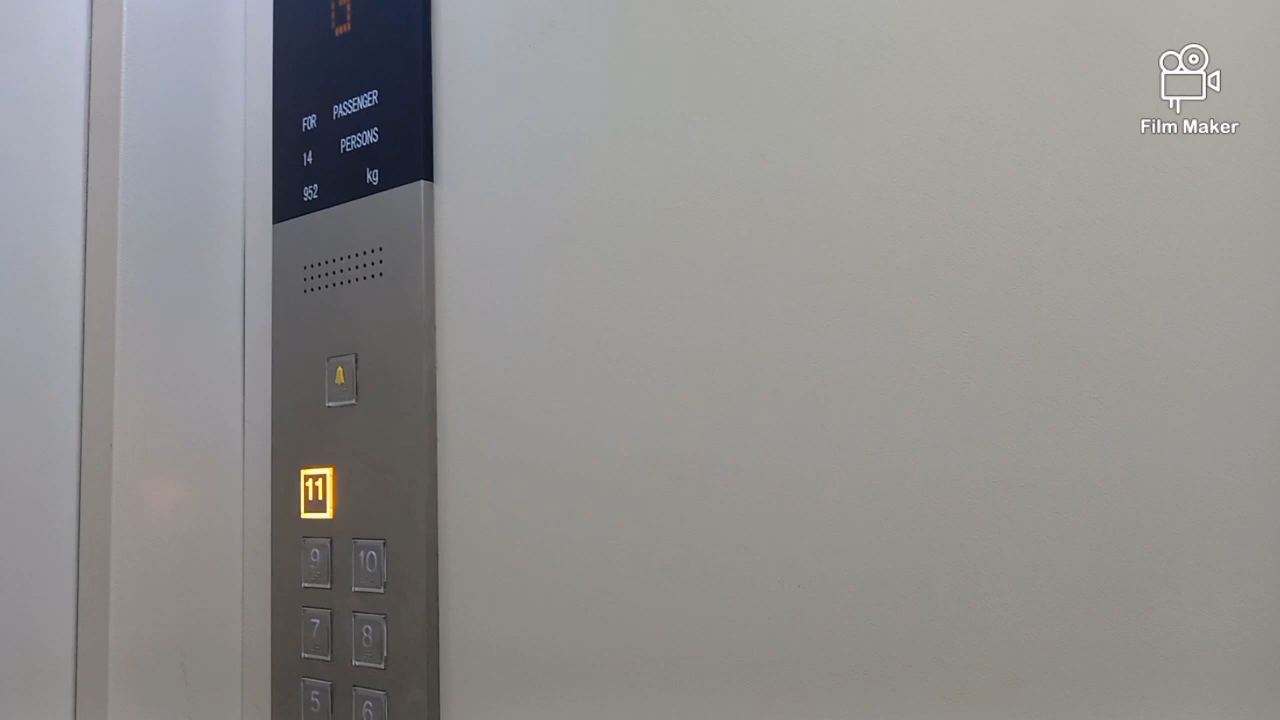 FOR PASSENGER
14 PERSONS
952 kg
11
9 10
7 8
5 6
Film Maker